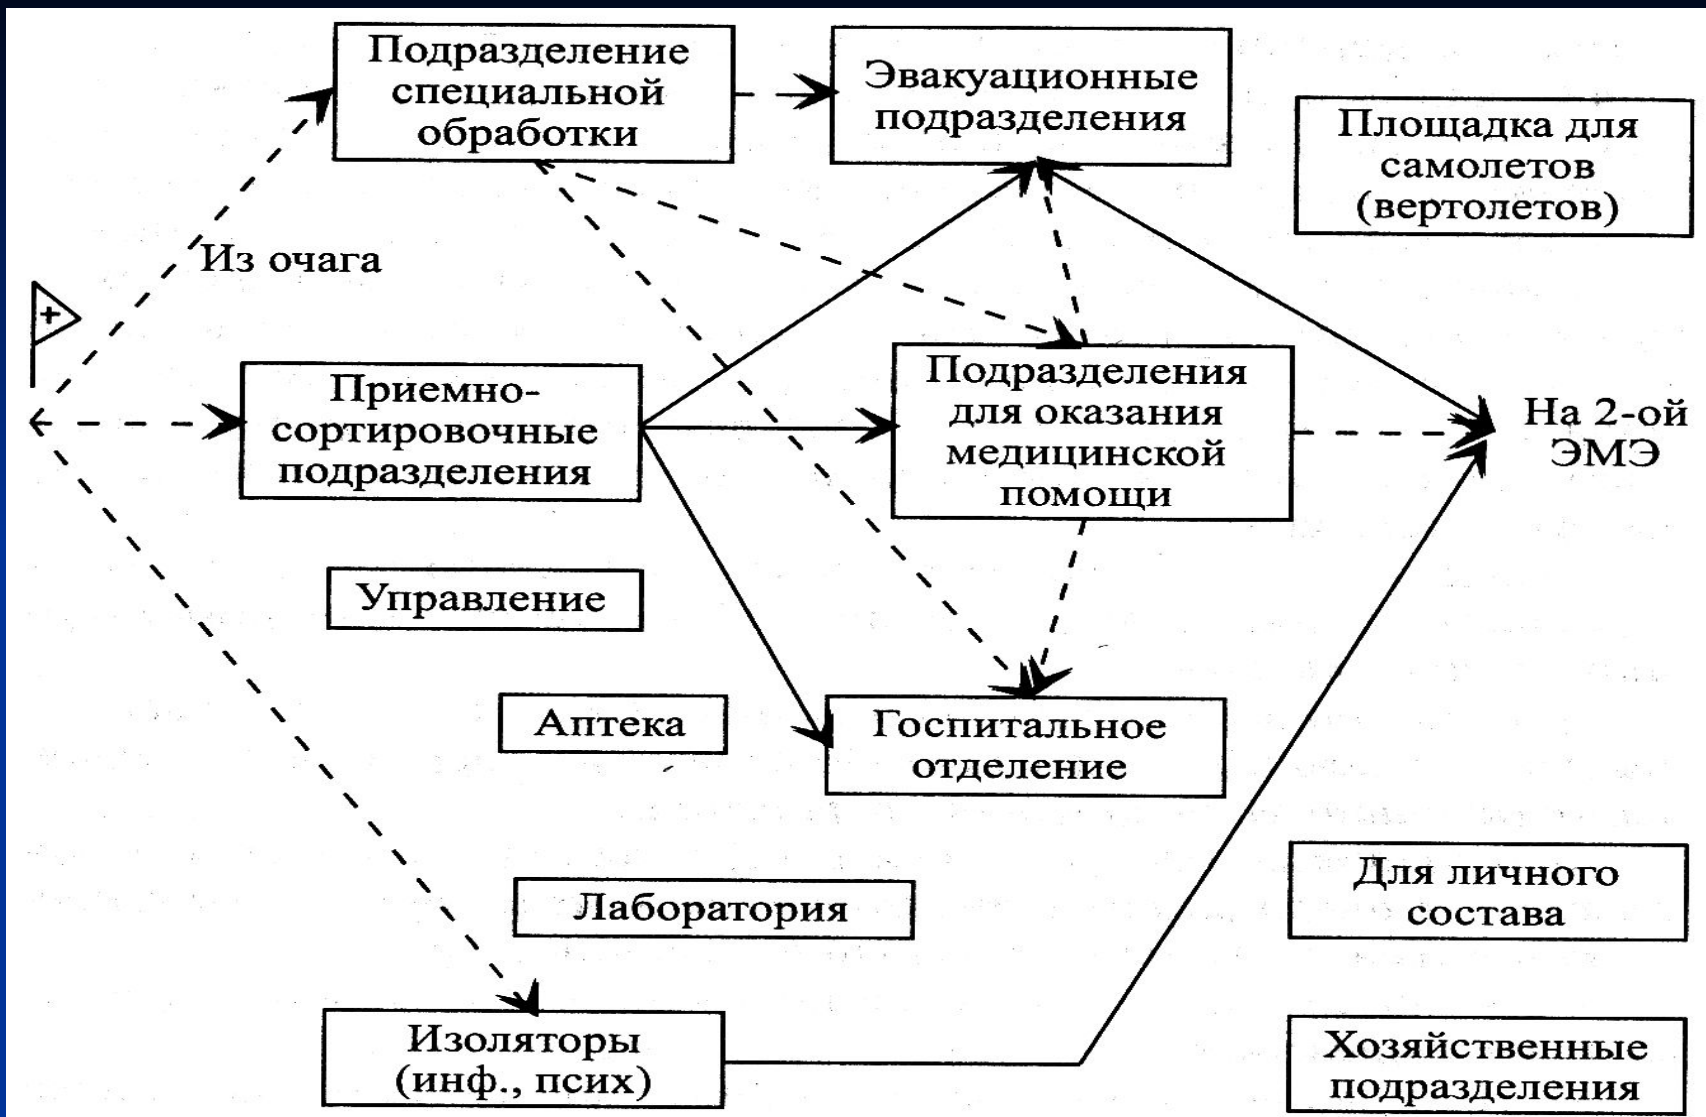 Подразделение
специальной
обработки
Эвакуационные
подразделения
Площадка для
самолетов
(вертолетов)
Из очага
+
Приемно-
сортировочные
подразделения
Подразделения
для оказания
медицинской
помощи
На 2-ой
ЭМЭ
Управление
Аптека
Госпитальное
отделение
Лаборатория
Для личного
состава
Изоляторы
(инф., псих)
Хозяйственные
подразделения